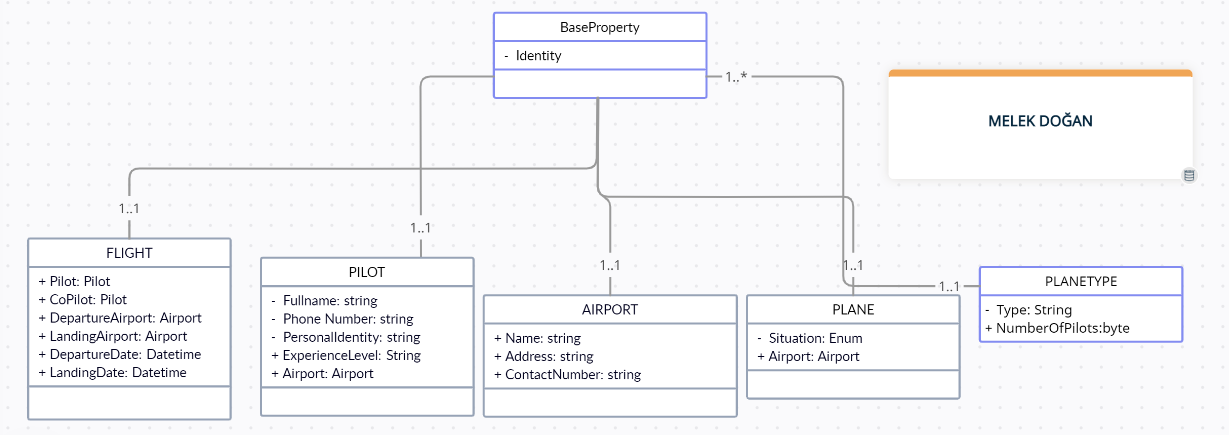 BaseProperty
- Identity
1..*
MELEK DOĞAN
1..1
1..1
1..1
1..1
1..1
FLIGHT
+ Pilot: Pilot
+ CoPilot: Pilot
+ DepartureAirport: Airport
+ LandingAirport: Airport
+ DepartureDate: Datetime
+ LandingDate: Datetime
PILOT
- Fullname: string
- Phone Number: string
- PersonalIdentity: string
+ ExperienceLevel: String
+ Airport: Airport
AIRPORT
+ Name: string
+ Address: string
+ ContactNumber: string
PLANE
- Situation: Enum
+ Airport: Airport
PLANETYPE
- Type: String
+ NumberOfPilots:byte